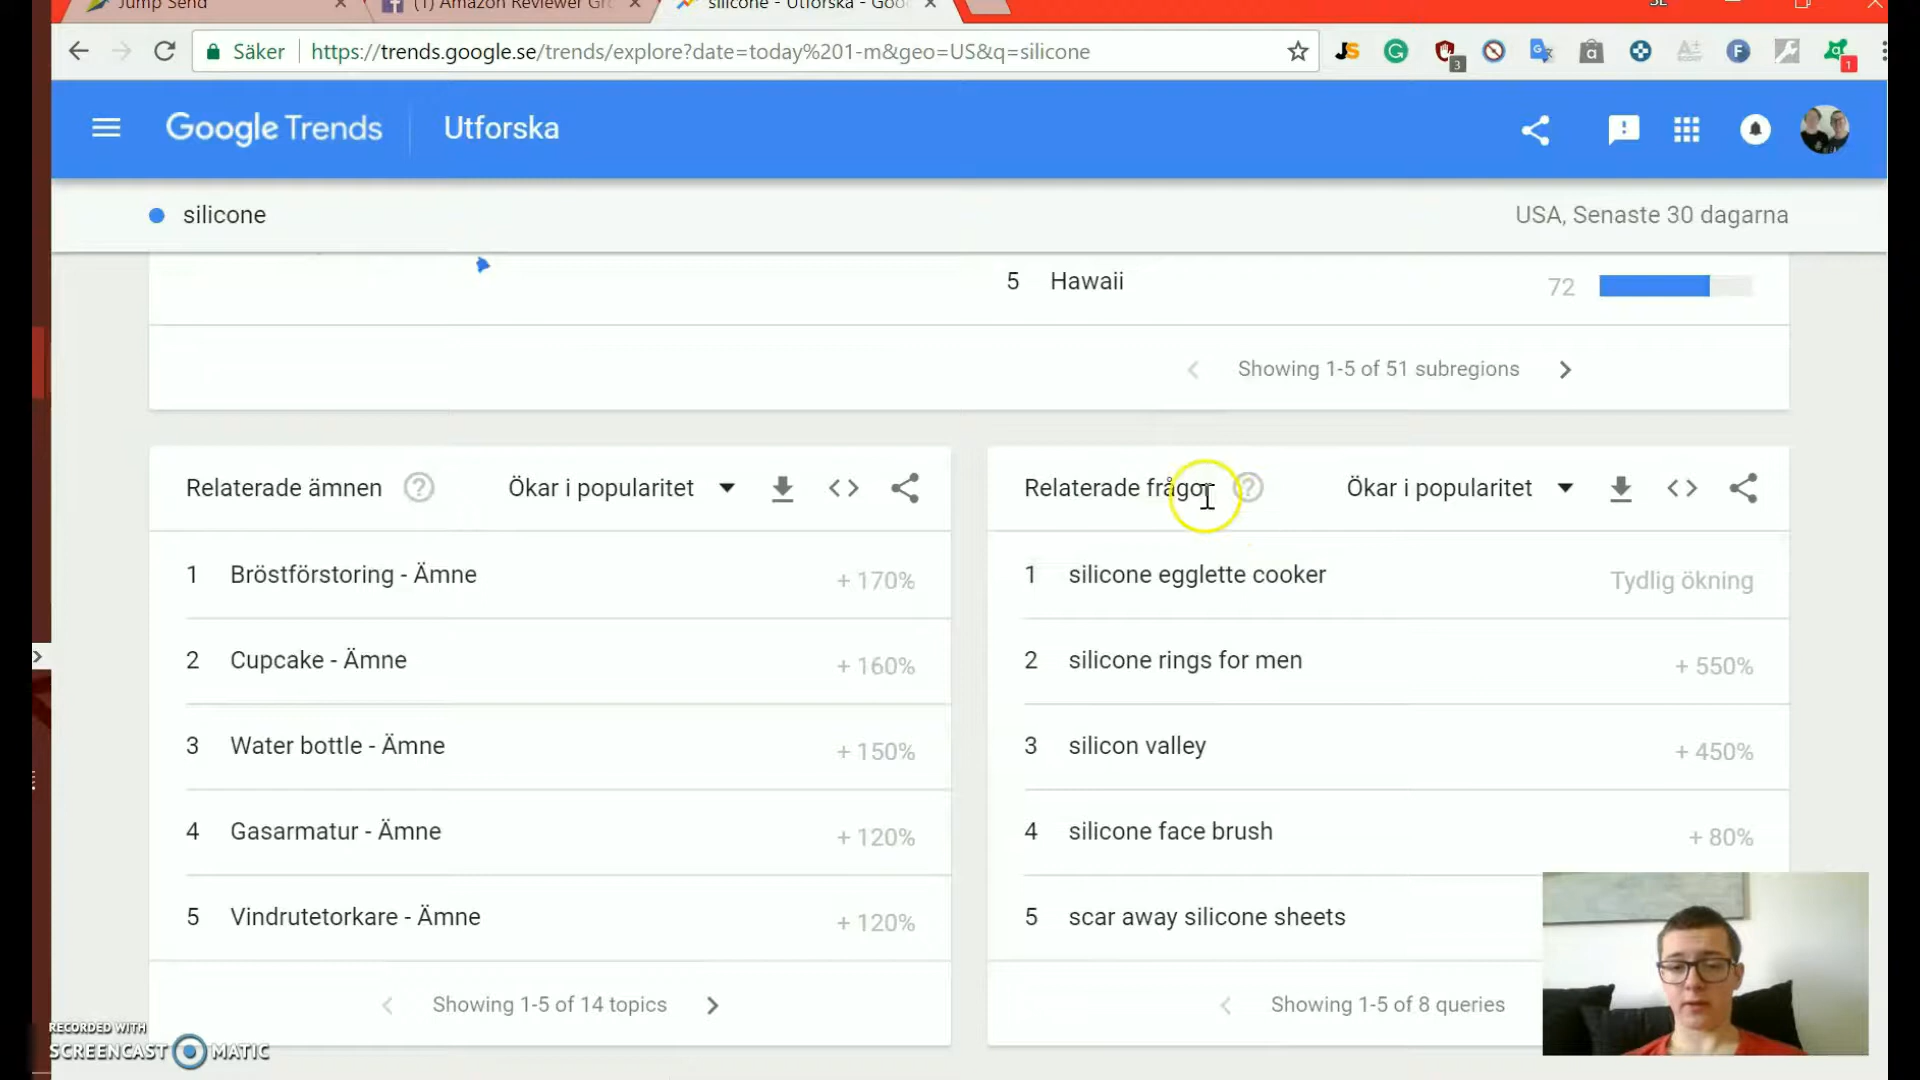 Jump Send
(1) Amazon Reviewer Gr
silicone - Utforska - Goo
SE
Säker
https://trends.google.se/trends/explore?date=today%201-m&geo=US&q=silicone
JS
3
1
Google Trends
Utforska
silicone
USA, Senaste 30 dagarna
5 Hawaii 72
Showing 1-5 of 51 subregions
Relaterade ämnen
Ökar i popularitet
1 Bröstförstoring - Ämne + 170%
2 Cupcake - Ämne + 160%
3 Water bottle - Ämne + 150%
4 Gasarmatur - Ämne + 120%
5 Vindrutetorkare - Ämne + 120%
Showing 1-5 of 14 topics
Relaterade frågor
Ökar i popularitet
1 silicone egglette cooker Tydlig ökning
2 silicone rings for men + 550%
3 silicon valley + 450%
4 silicone face brush + 80%
5 scar away silicone sheets
Showing 1-5 of 8 queries
RECORDED WITH
SCREENCAST MATIC